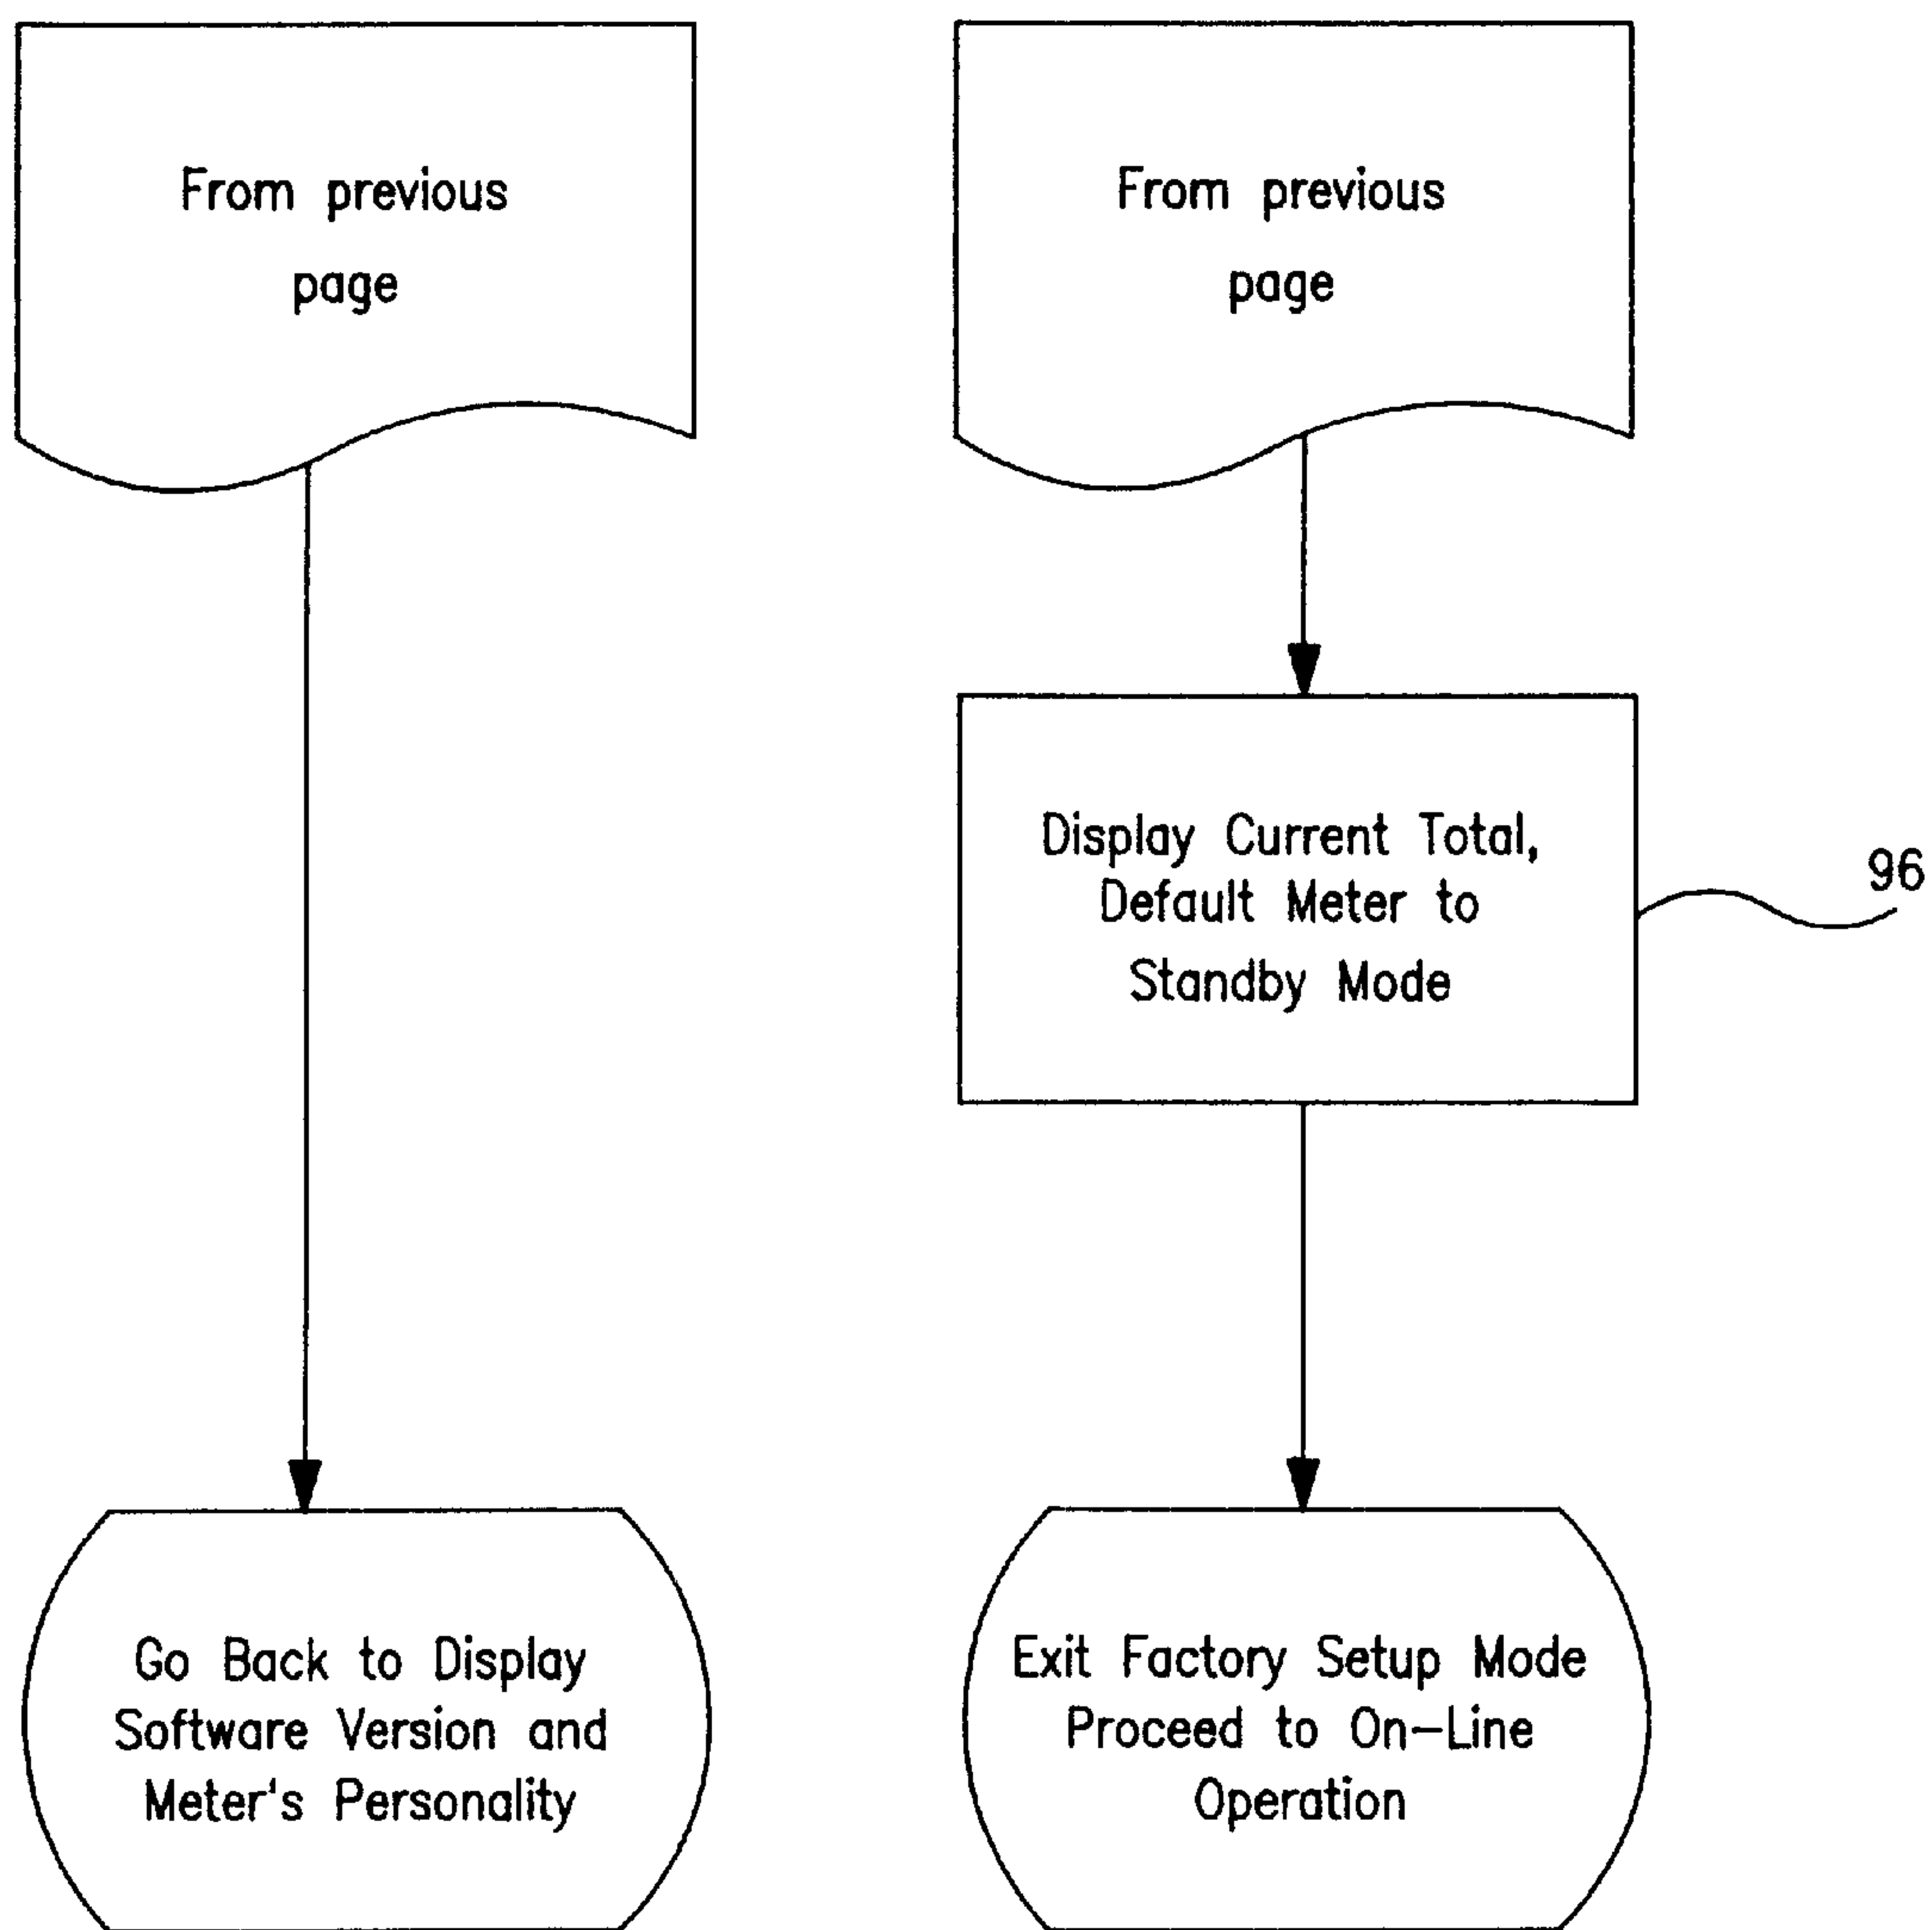 From previous
page
From previous
page
Display Current Total,
Default Meter to
Standby Mode
96
Go Back to Display
Software Version and
Meter's Personality
Exit Factory Setup Mode
Proceed to On-Line
Operation